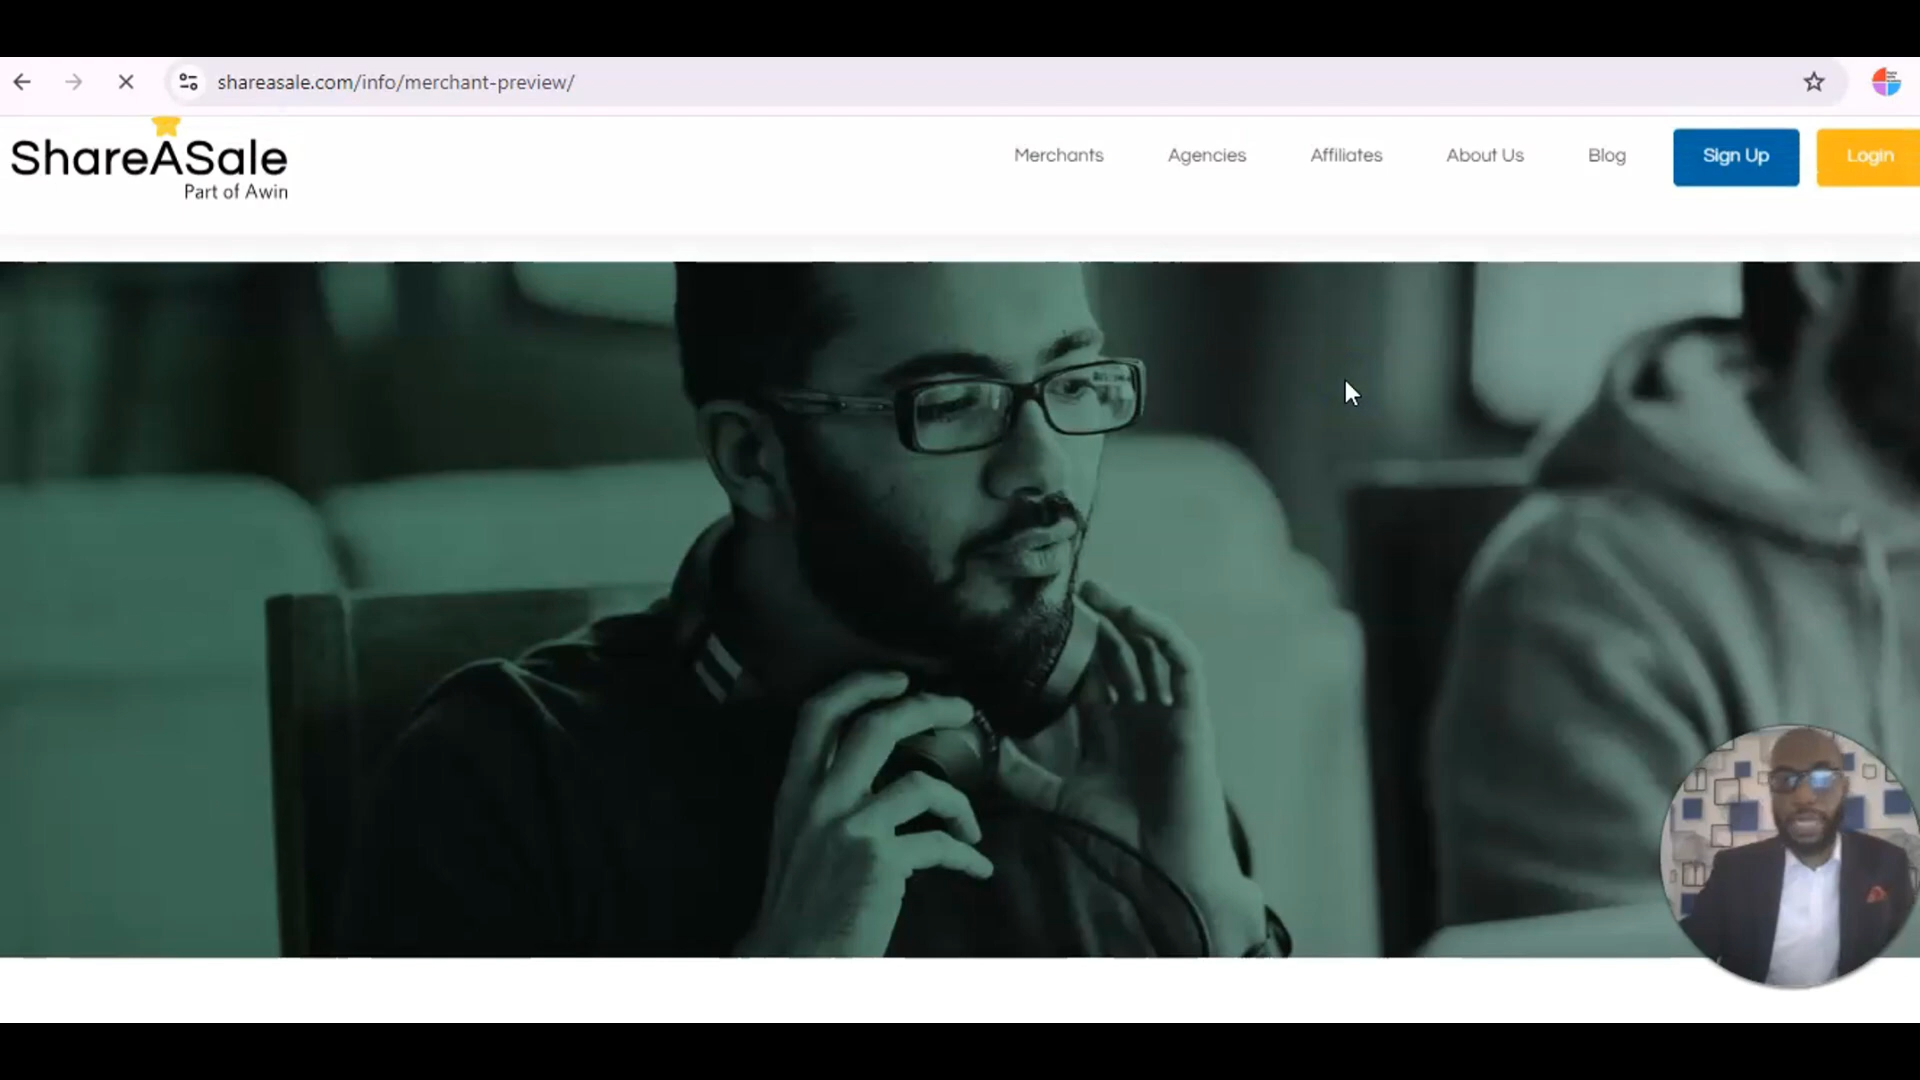 shareasale.com/info/merchant-preview/
ShareASale
Part of Awin
Merchants
Agencies
Affiliates
About Us
Blog
Sign Up
Login